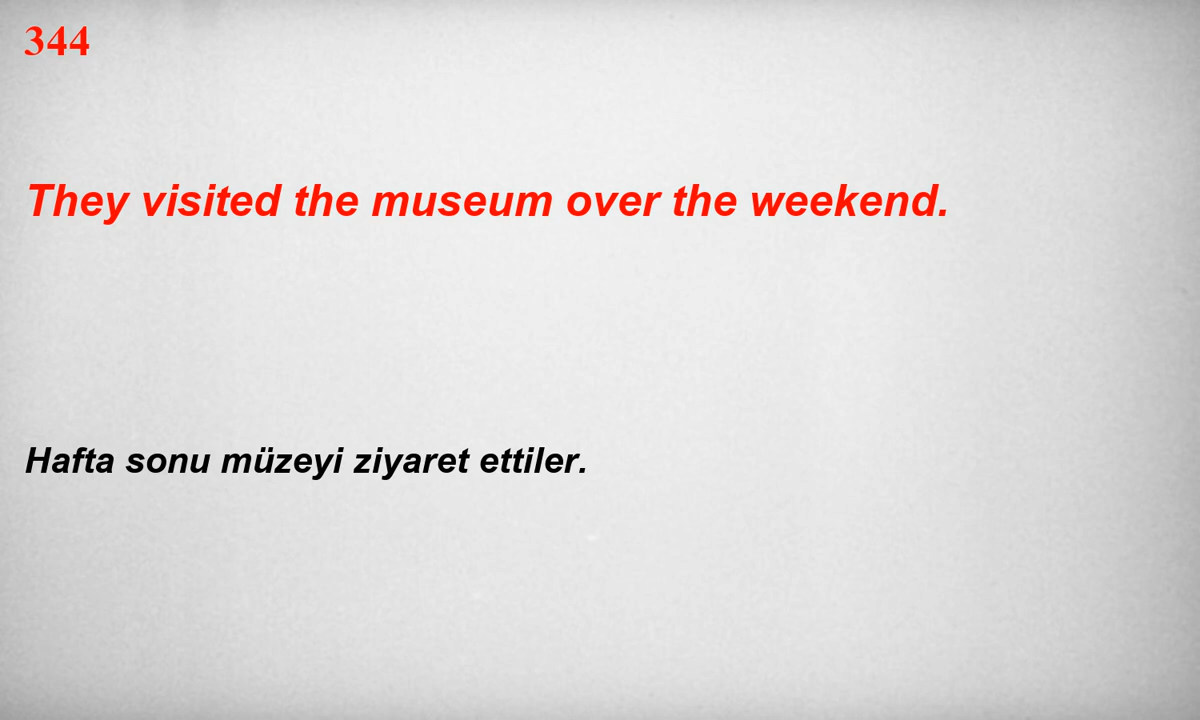 344
They visited the museum over the weekend.
Hafta sonu müzeyi ziyaret ettiler.